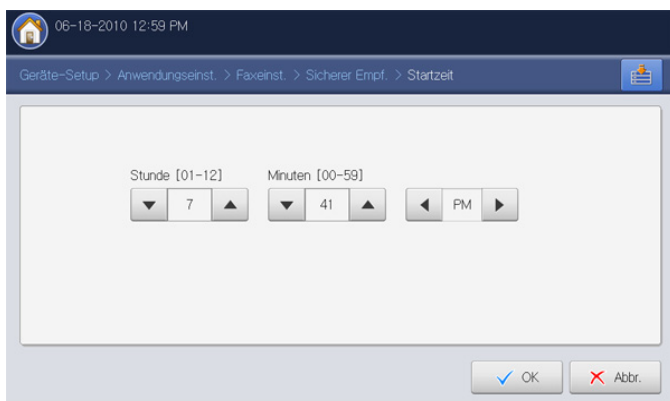 06-18-2010 12:59 PM
Geräte-Setup > Anwendungseinst. > Faxeinst. > Sicherer Empf. > Startzeit
Stunde [01-12] Minuten [00-59]
7 41 PM
OK Abbr.